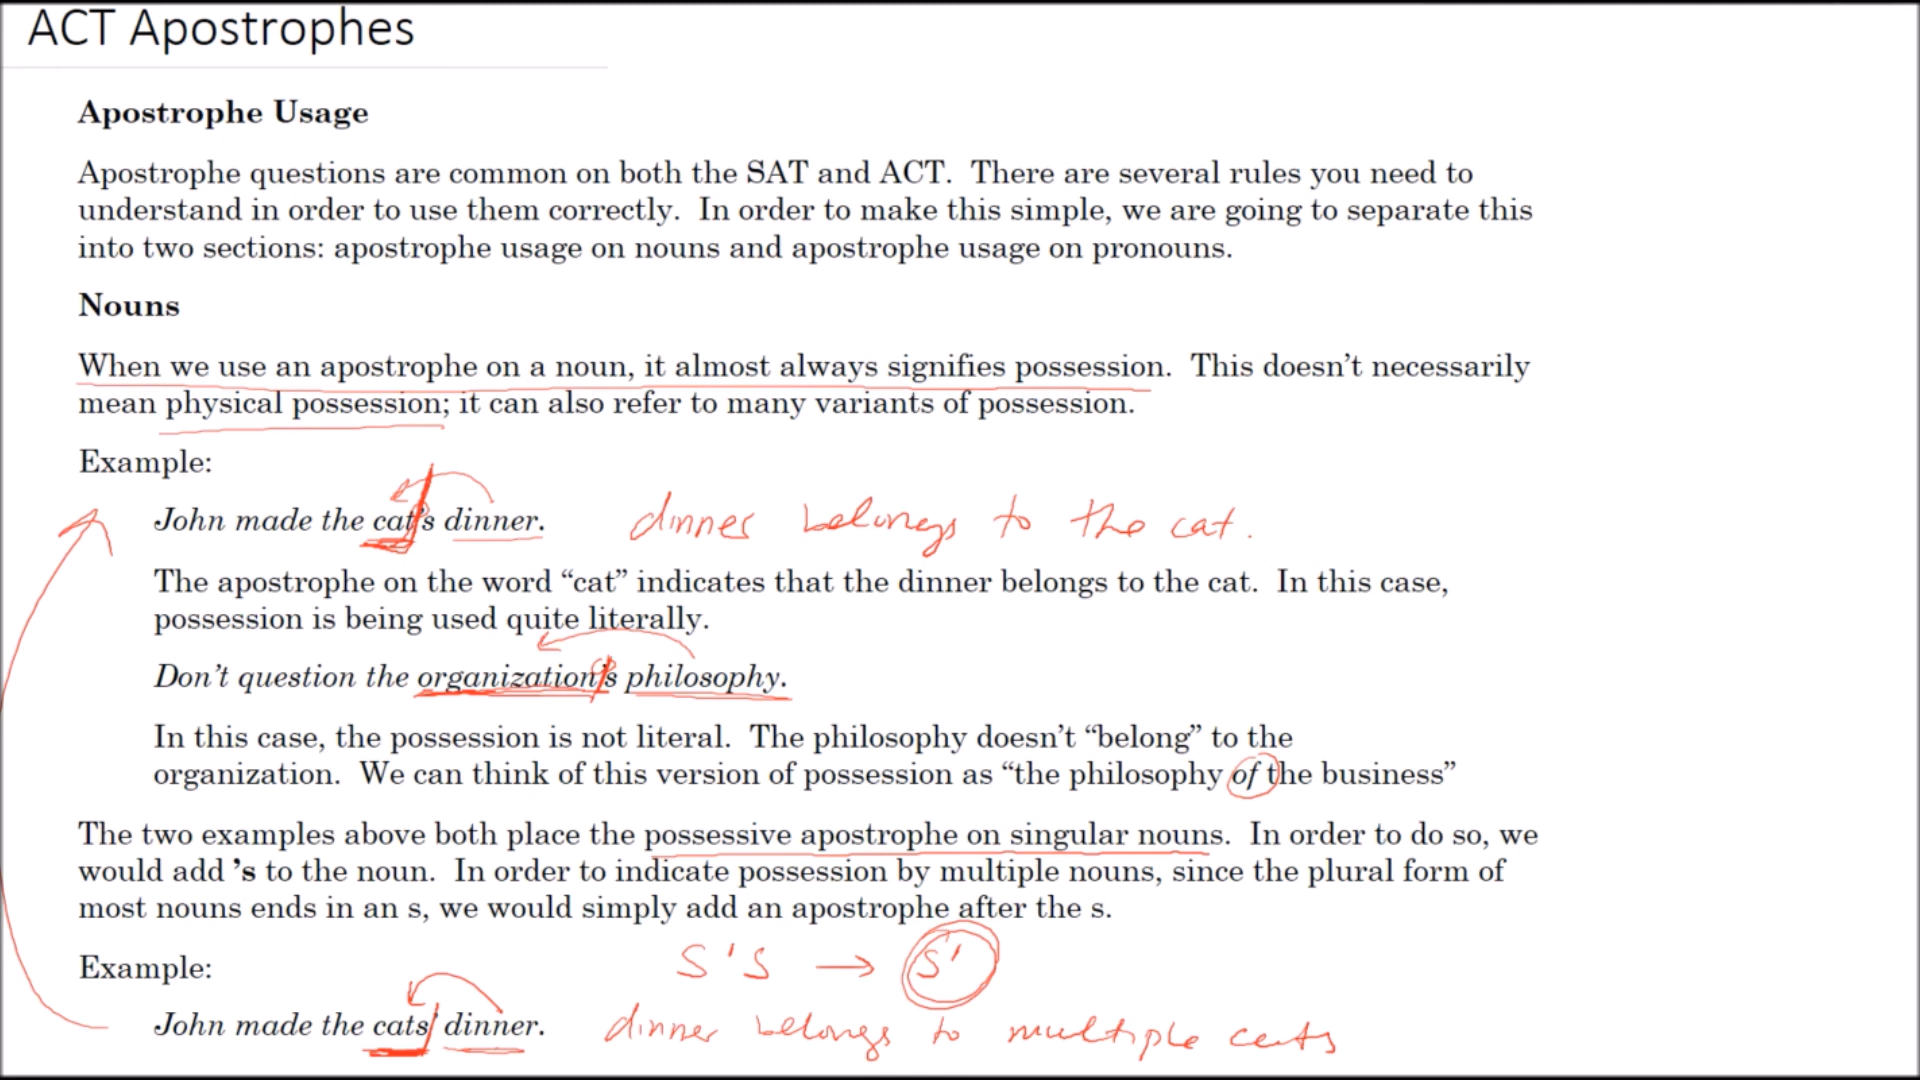 ACT Apostrophes
Apostrophe Usage
Apostrophe questions are common on both the SAT and ACT.  There are several rules you need to
understand in order to use them correctly.  In order to make this simple, we are going to separate this
into two sections: apostrophe usage on nouns and apostrophe usage on pronouns.
Nouns
When we use an apostrophe on a noun, it almost always signifies possession.  This doesn’t necessarily
mean physical possession; it can also refer to many variants of possession.
Example:
John made the cat’s dinner. dinner belongs to the cat.
The apostrophe on the word “cat” indicates that the dinner belongs to the cat.  In this case,
possession is being used quite literally.
Don’t question the organization’s philosophy.
In this case, the possession is not literal.  The philosophy doesn’t “belong” to the
organization.  We can think of this version of possession as “the philosophy of the business”
The two examples above both place the possessive apostrophe on singular nouns.  In order to do so, we
would add ’s to the noun.  In order to indicate possession by multiple nouns, since the plural form of
most nouns ends in an s, we would simply add an apostrophe after the s.
Example: s's → s'
John made the cats’ dinner. dinner belongs to multiple cats